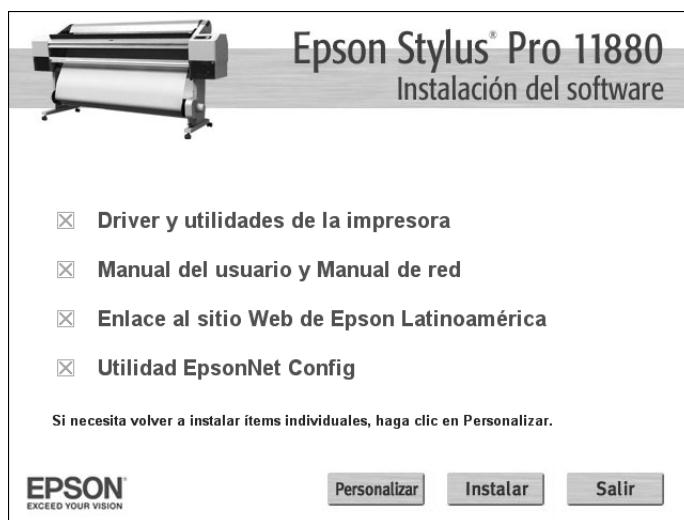 Epson Stylus® Pro 11880
Instalación del software
Driver y utilidades de la impresora
Manual del usuario y Manual de red
Enlace al sitio Web de Epson Latinoamérica
Utilidad EpsonNet Config
Si necesita volver a instalar ítems individuales, haga clic en Personalizar.
EPSON®
EXCEED YOUR VISION
Personalizar Instalar Salir